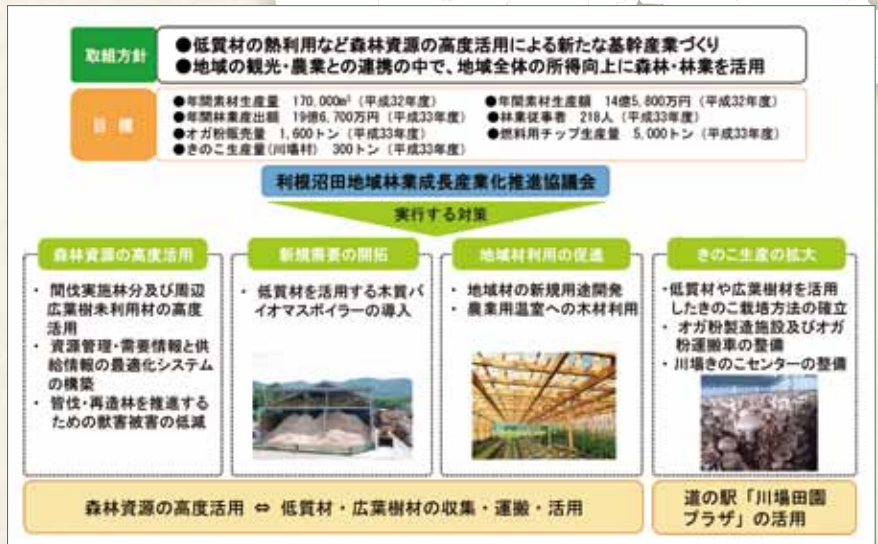 取組方針
●低質材の熱利用など森林資源の高度活用による新たな基幹産業づくり
●地域の観光・農業との連携の中で、地域全体の所得向上に森林・林業を活用
目標
●年間素材生産量 170,000m³（平成32年度）
●年間素材生産額 14億5,800万円（平成32年度）
●年間林業産出額 19億6,700万円（平成33年度）
●林業従事者 218人（平成33年度）
●オガ粉販売量 1,600トン（平成33年度）
●燃料用チップ生産量 5,000トン（平成33年度）
●きのこ生産量(川場村) 300トン（平成33年度）
利根沼田地域林業成長産業化推進協議会
実行する対策
森林資源の高度活用
・ 間伐実施林分及び周辺
広葉樹未利用材の高度
活用
・ 資源管理・需要情報と供
給情報の最適化システム
の構築
・ 皆伐・再造林を推進する
ための獣害被害の低減
新規需要の開拓
・ 低質材を活用する木質バ
イオマスボイラーの導入
地域材利用の促進
・ 地域材の新規用途開発
・ 農業用温室への木材利用
きのこ生産の拡大
・低質材や広葉樹材を活用
したきのこ栽培方法の確立
・ オガ粉製造施設及びオガ
粉運搬車の整備
・ 川場きのこセンターの整備
森林資源の高度活用 ⇔ 低質材・広葉樹材の収集・運搬・活用
道の駅「川場田園
プラザ」の活用